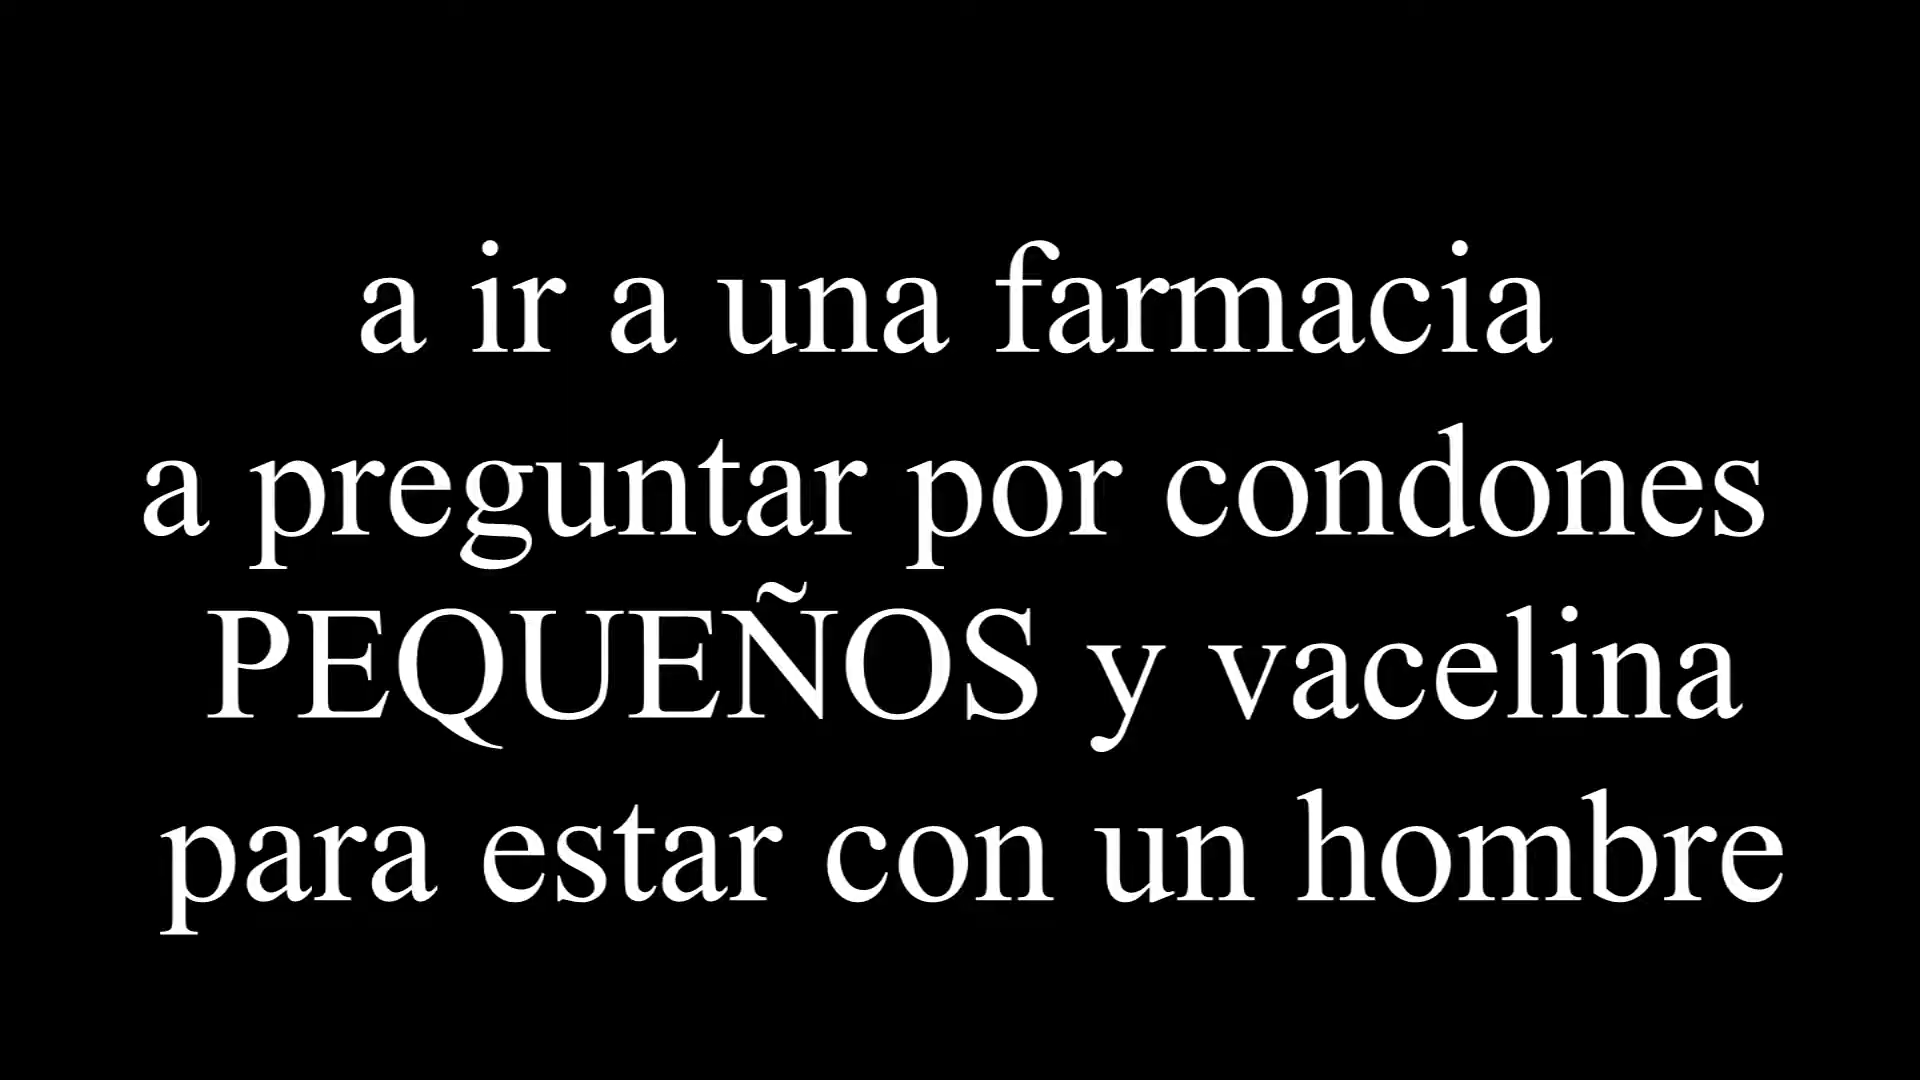 a ir a una farmacia
a preguntar por condones
PEQUEÑOS y vacelina
para estar con un hombre